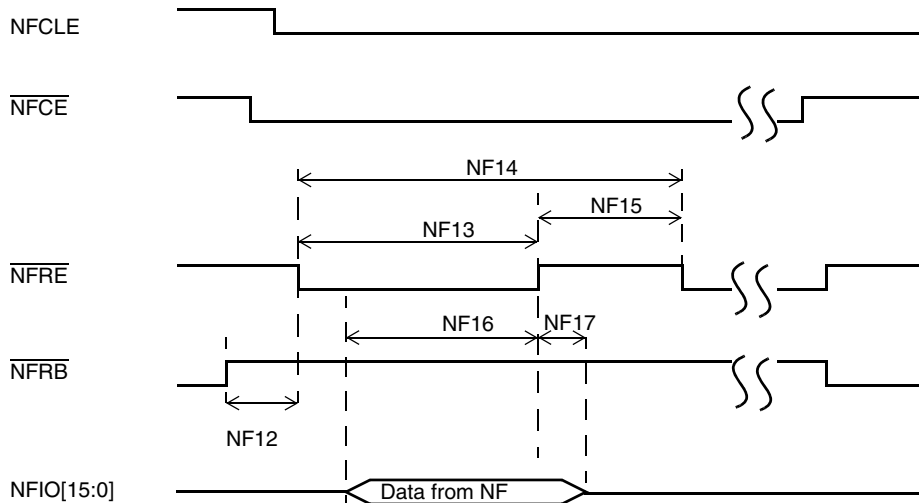 NFCLE
NFCE
NF14
NF15
NF13
NFRE
NF16
NF17
NFRB
NF12
NFIO[15:0]
Data from NF